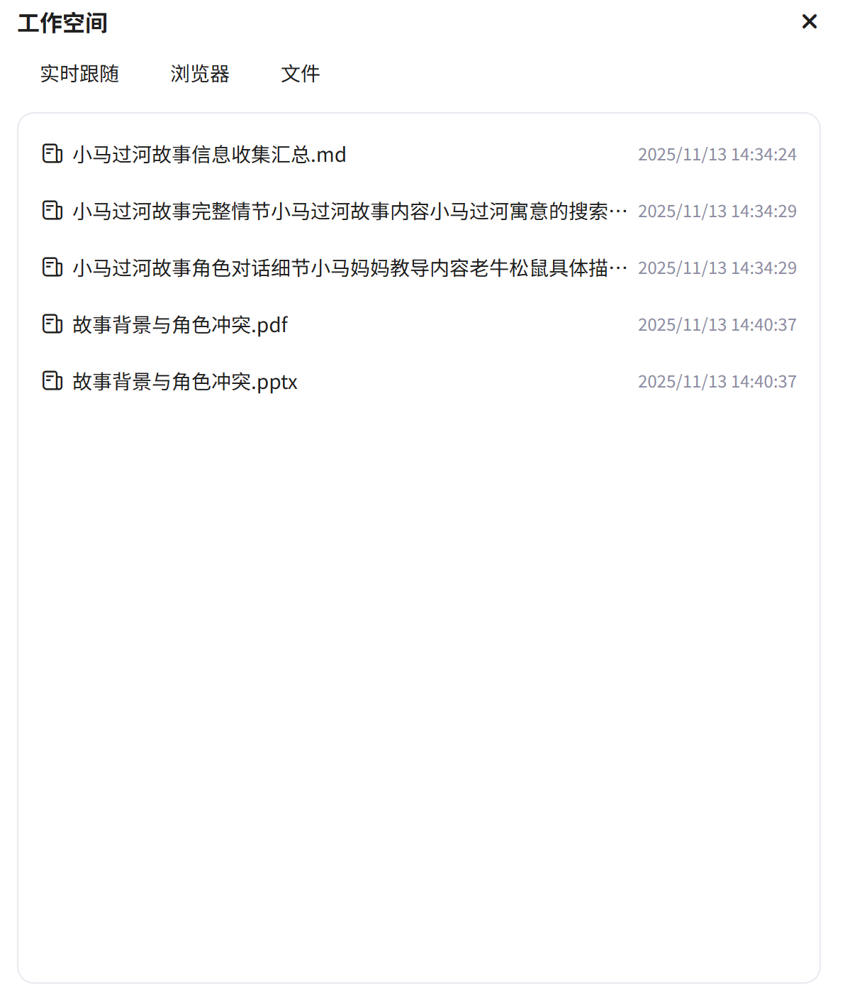 工作空间
实时跟随 浏览器 文件
小马过河故事信息收集汇总.md 2025/11/13 14:34:24
小马过河故事完整情节小马过河故事内容小马过河寓意的搜索… 2025/11/13 14:34:29
小马过河故事角色对话细节小马妈妈教导内容老牛松鼠具体描… 2025/11/13 14:34:29
故事背景与角色冲突.pdf 2025/11/13 14:40:37
故事背景与角色冲突.pptx 2025/11/13 14:40:37